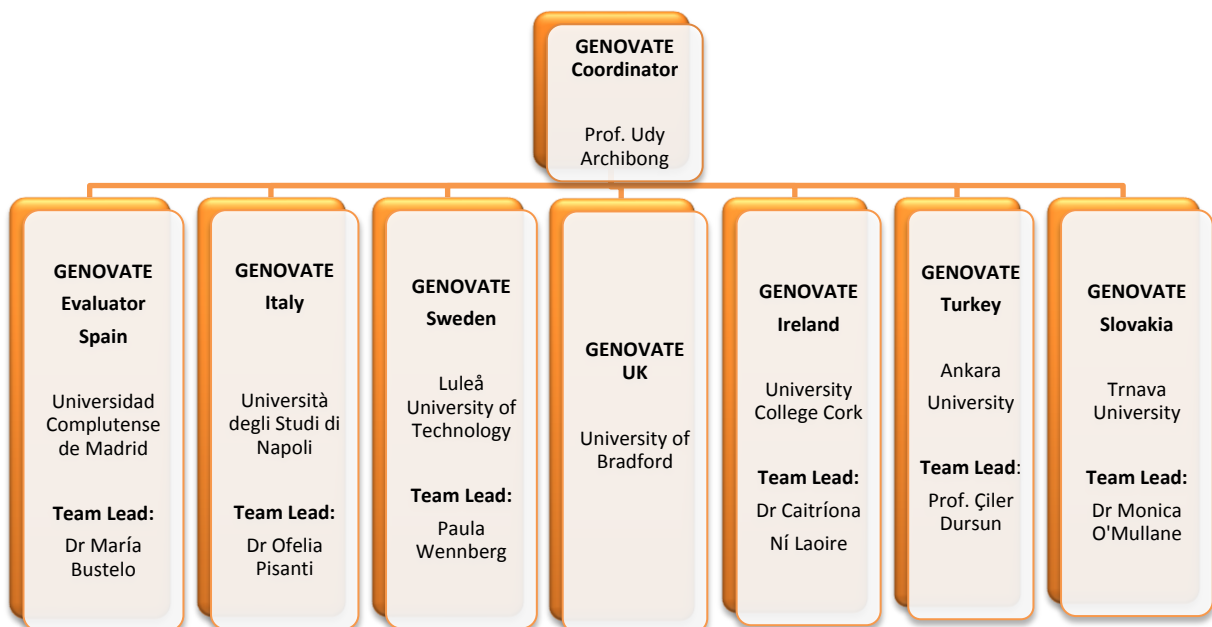 GENOVATE
Coordinator
Prof. Udy
Archibong
GENOVATE
Evaluator
Spain
Universidad
Complutense
de Madrid
Team Lead:
Dr María
Bustelo
GENOVATE
Italy
Università
degli Studi di
Napoli
Team Lead:
Dr Ofelia
Pisanti
GENOVATE
Sweden
Luleå
University of
Technology
Team Lead:
Paula
Wennberg
GENOVATE
UK
University of
Bradford
GENOVATE
Ireland
University
College Cork
Team Lead:
Dr Caitríona
Ní Laoire
GENOVATE
Turkey
Ankara
University
Team Lead:
Prof. Çiler
Dursun
GENOVATE
Slovakia
Trnava
University
Team Lead:
Dr Monica
O'Mullane